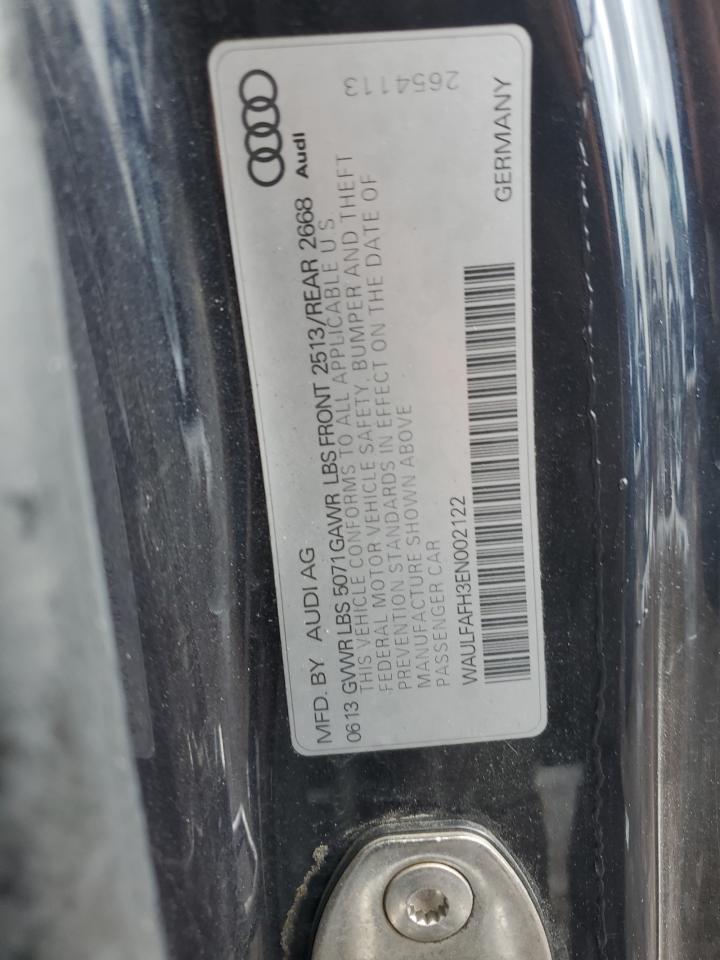 Audi
MFD. BY AUDI AG
0613 GVWR LBS 5071 GAWR LBS FRONT 2513/REAR 2668
THIS VEHICLE CONFORMS TO ALL APPLICABLE U S
FEDERAL MOTOR VEHICLE SAFETY, BUMPER AND THEFT
PREVENTION STANDARDS IN EFFECT ON THE DATE OF
MANUFACTURE SHOWN ABOVE
PASSENGER CAR
WAULFAFH3EN002122
GERMANY
2654113